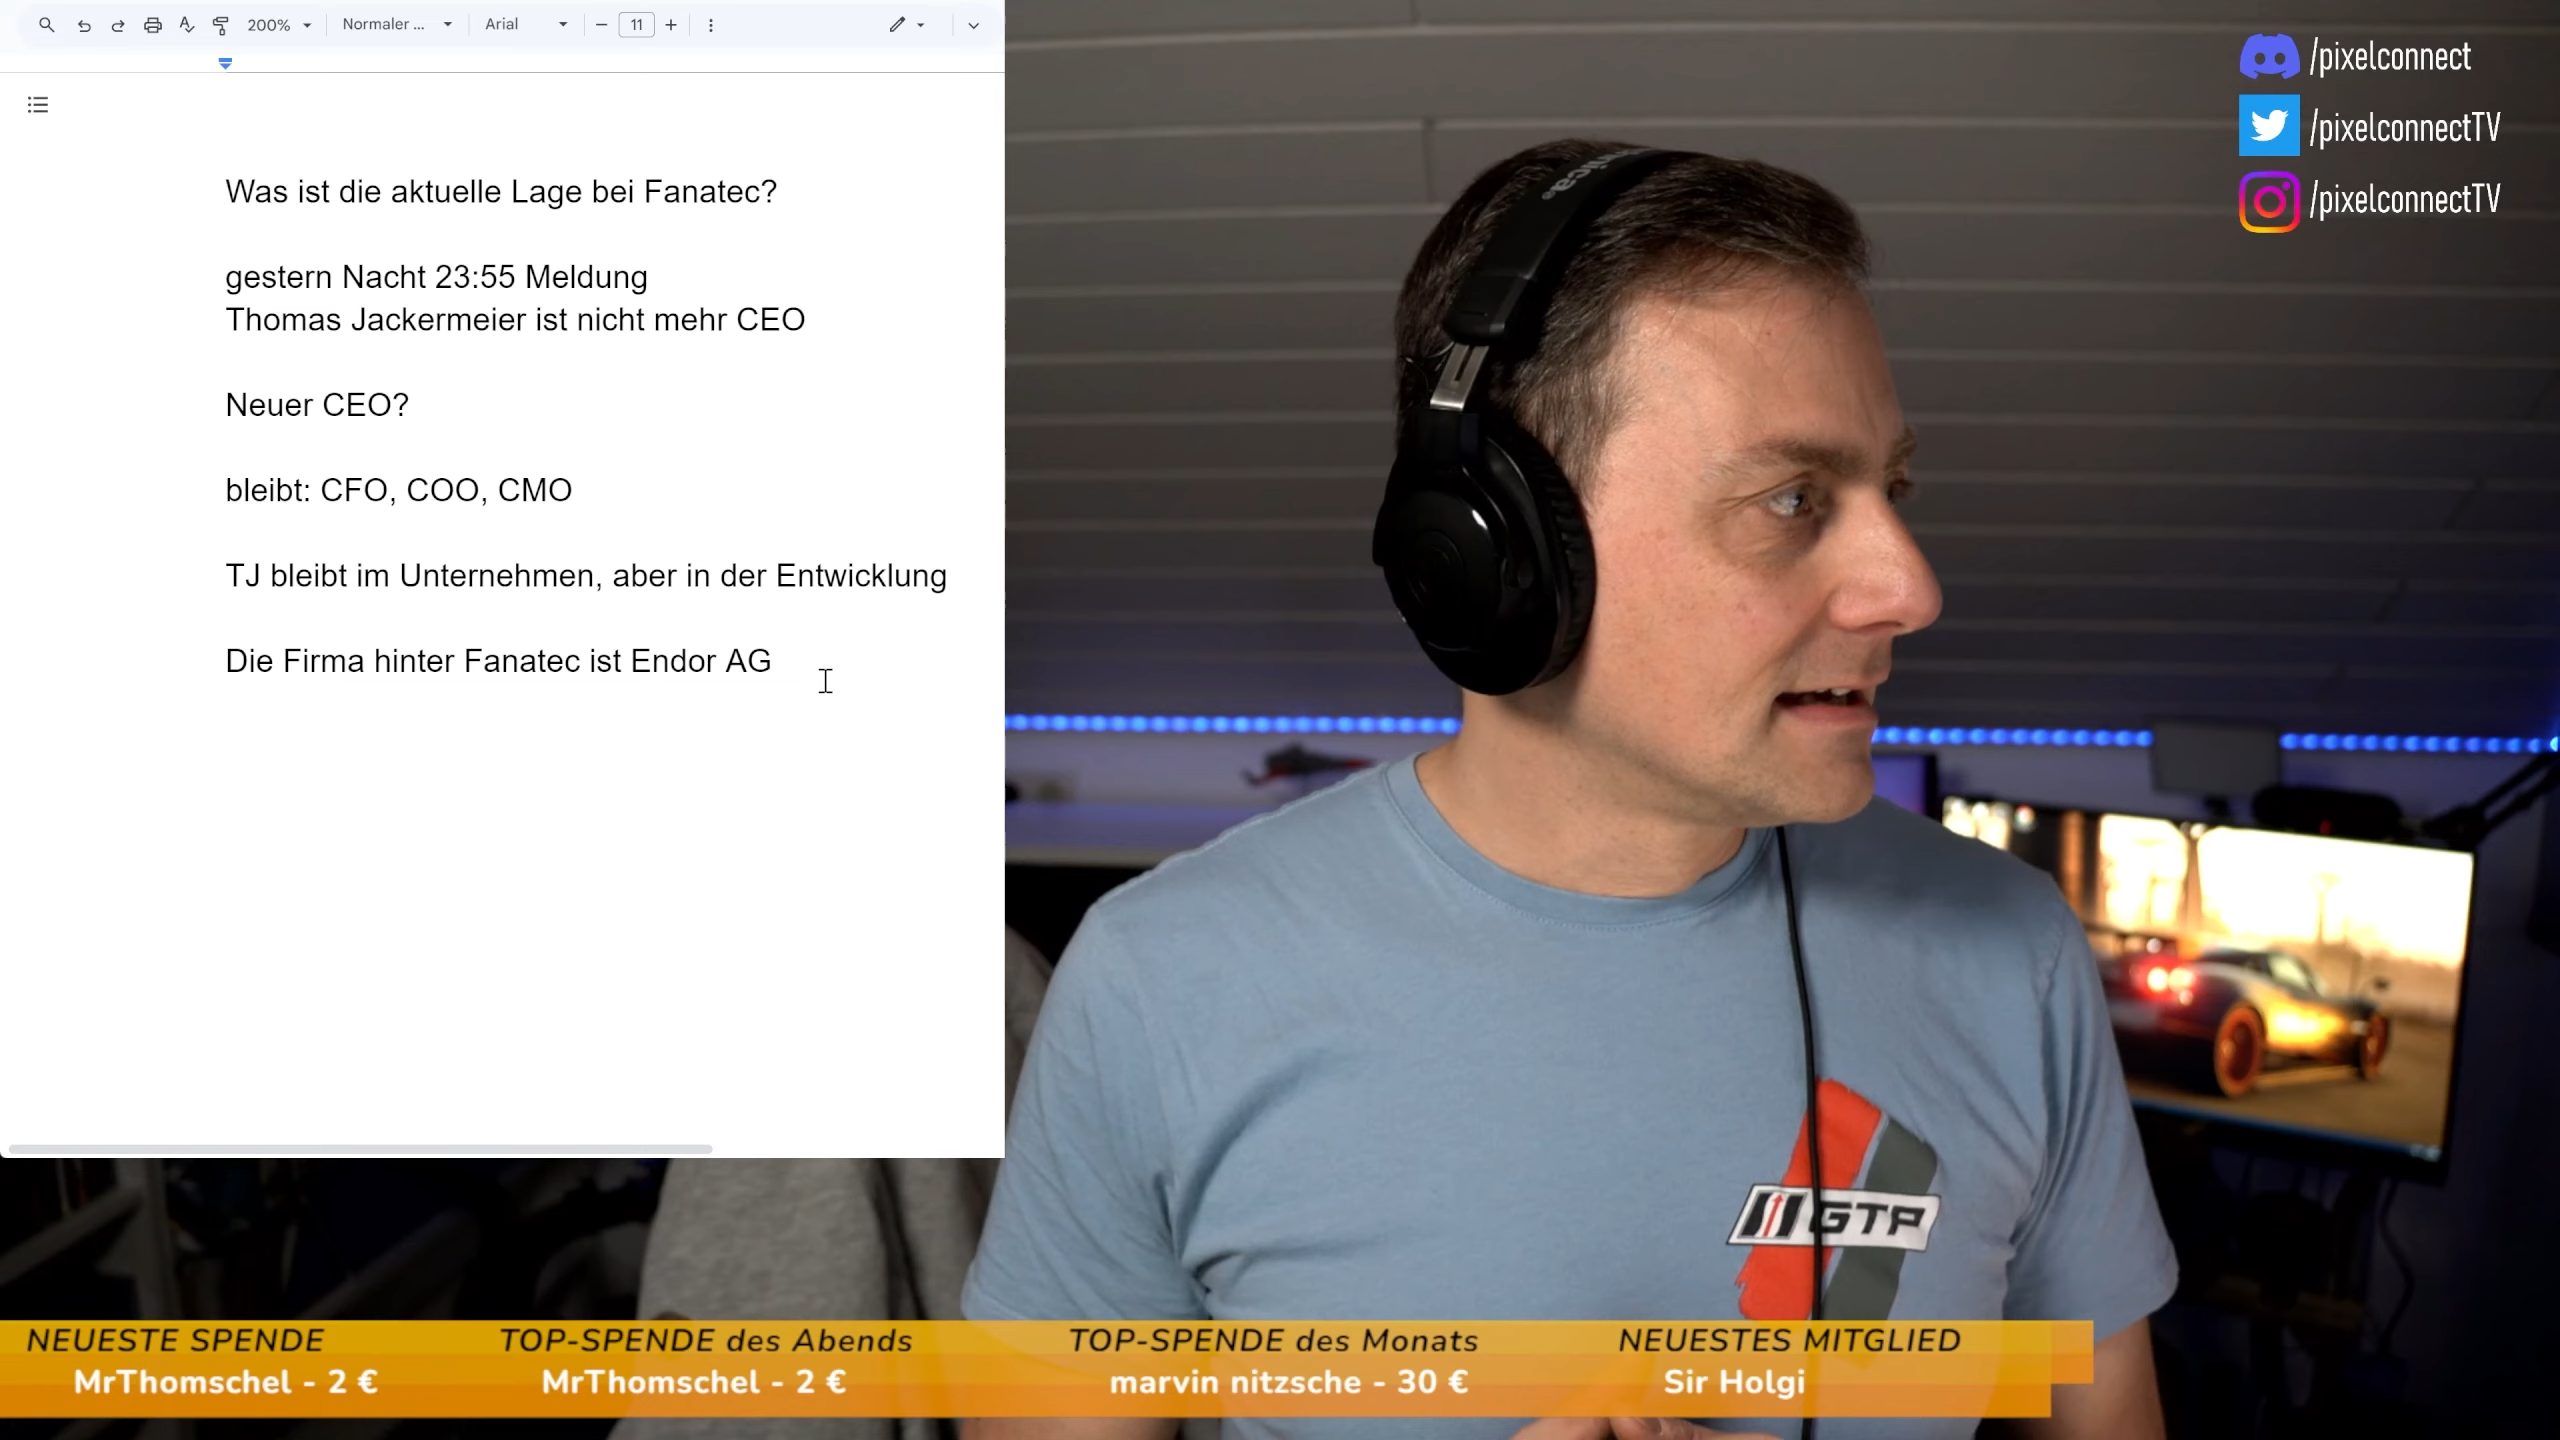 200%
Normaler ...
Arial
11
Was ist die aktuelle Lage bei Fanatec?
gestern Nacht 23:55 Meldung
Thomas Jackermeier ist nicht mehr CEO
Neuer CEO?
bleibt: CFO, COO, CMO
TJ bleibt im Unternehmen, aber in der Entwicklung
Die Firma hinter Fanatec ist Endor AG
/pixelconnect
/pixelconnectTV
/pixelconnectTV
GTP
NEUESTE SPENDE
MrThomschel - 2 €
TOP-SPENDE des Abends
MrThomschel - 2 €
TOP-SPENDE des Monats
marvin nitzsche - 30 €
NEUESTES MITGLIED
Sir Holgi